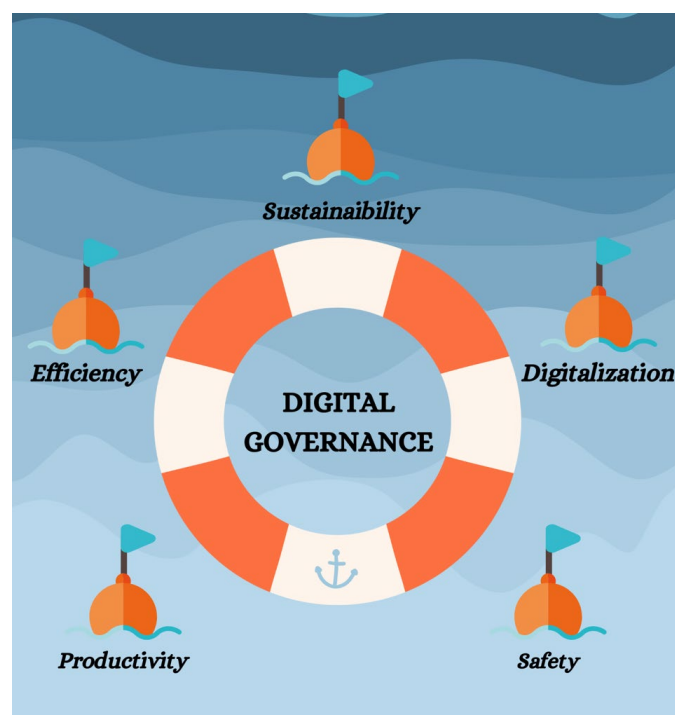 Sustainaibility
Efficiency
Digitalization
DIGITAL
GOVERNANCE
Productivity
Safety